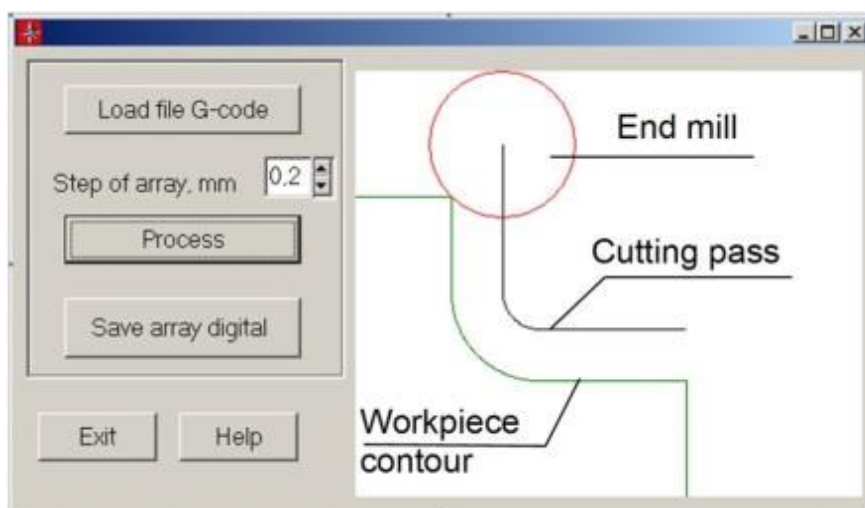 Load file G-code
Step of array, mm 0,2
Process
Save array digital
Exit Help
End mill
Cutting pass
Workpiece
contour